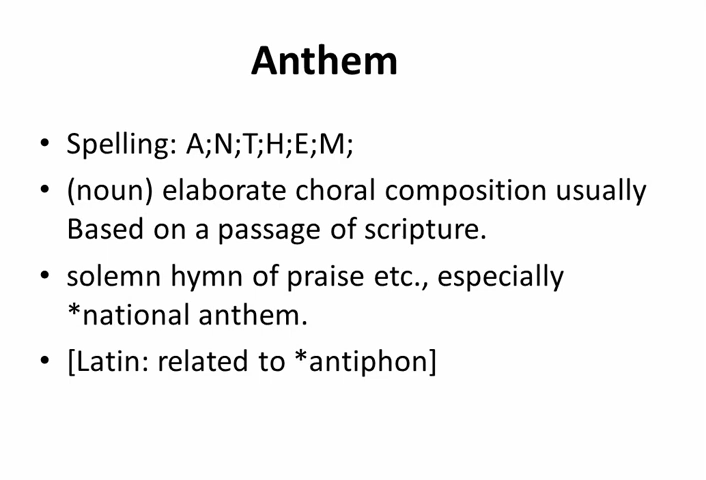 Anthem
• Spelling: A;N;T;H;E;M;
• (noun) elaborate choral composition usually
Based on a passage of scripture.
• solemn hymn of praise etc., especially
*national anthem.
• [Latin: related to *antiphon]